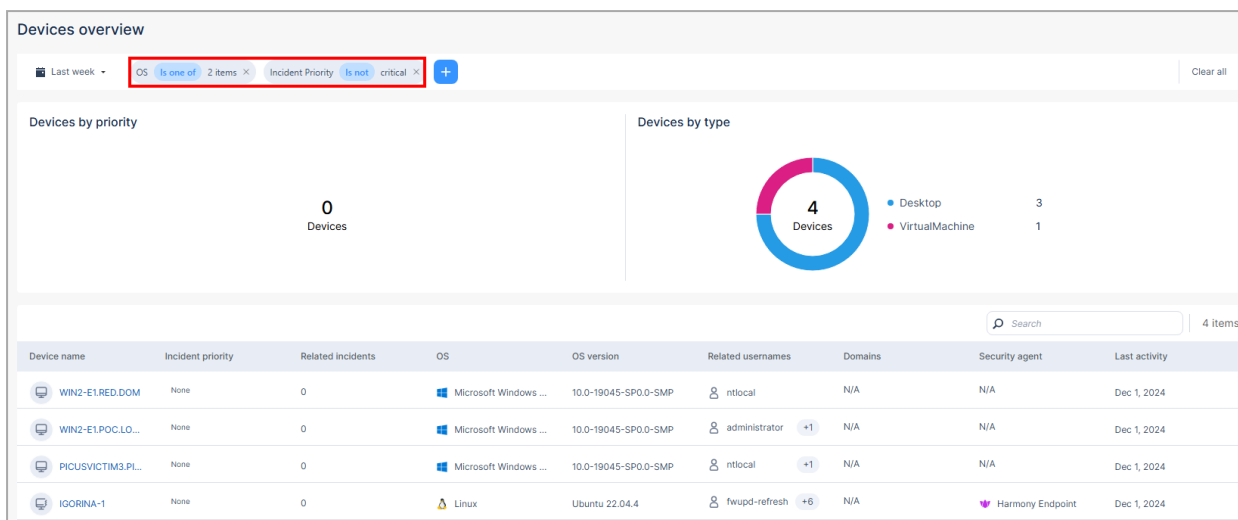 Devices overview
Last week OS Is one of 2 items × Incident Priority Is not critical × + Clear all
Devices by priority Devices by type
0
Devices
4
Devices
Desktop 3
VirtualMachine 1
Search 4 items
Device name Incident priority Related incidents OS OS version Related usernames Domains Security agent Last activity
WIN2-E1.RED.DOM None 0 Microsoft Windows ... 10.0-19045-SP0.0-SMP ntlocal N/A N/A Dec 1, 2024
WIN2-E1.POC.LO... None 0 Microsoft Windows ... 10.0-19045-SP0.0-SMP administrator +1 N/A N/A Dec 1, 2024
PICUSVICTIM3.PI... None 0 Microsoft Windows ... 10.0-19045-SP0.0-SMP ntlocal +1 N/A N/A Dec 1, 2024
IGORINA-1 None 0 Linux Ubuntu 22.04.4 fwupd-refresh +6 N/A Harmony Endpoint Dec 1, 2024